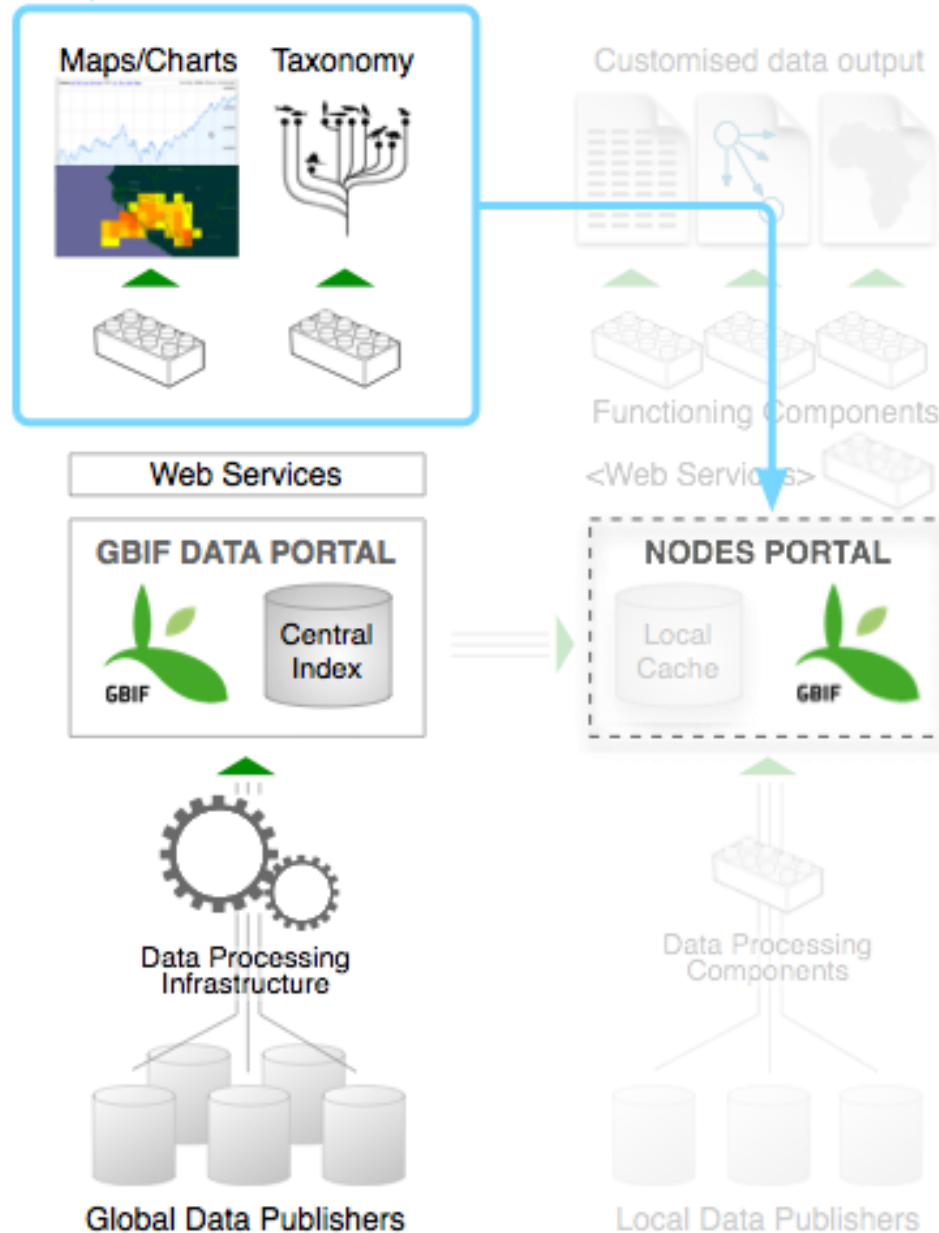 Maps/Charts
Taxonomy
Customised data output
Functioning Components
Web Services
<Web Services>
GBIF DATA PORTAL
NODES PORTAL
Central
Index
GBIF
Local
Cache
GBIF
Data Processing
Infrastructure
Data Processing
Components
Global Data Publishers
Local Data Publishers